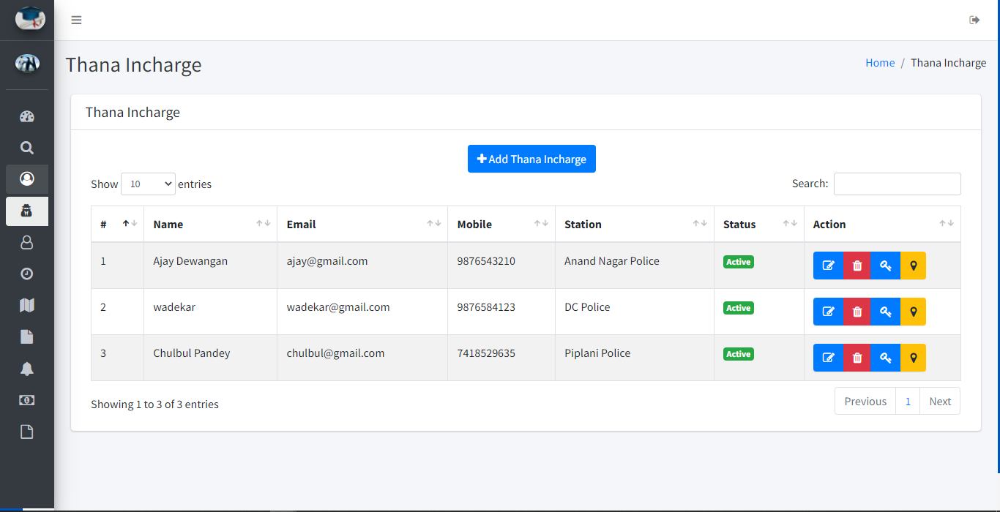 Thana Incharge
Home / Thana Incharge
Thana Incharge
Add Thana Incharge
Show 10 entries
Search:
# Name Email Mobile Station Status Action
1 Ajay Dewangan ajay@gmail.com 9876543210 Anand Nagar Police Active
2 wadekar wadekar@gmail.com 9876584123 DC Police Active
3 Chulbul Pandey chulbul@gmail.com 7418529635 Piplani Police Active
Showing 1 to 3 of 3 entries
Previous 1 Next